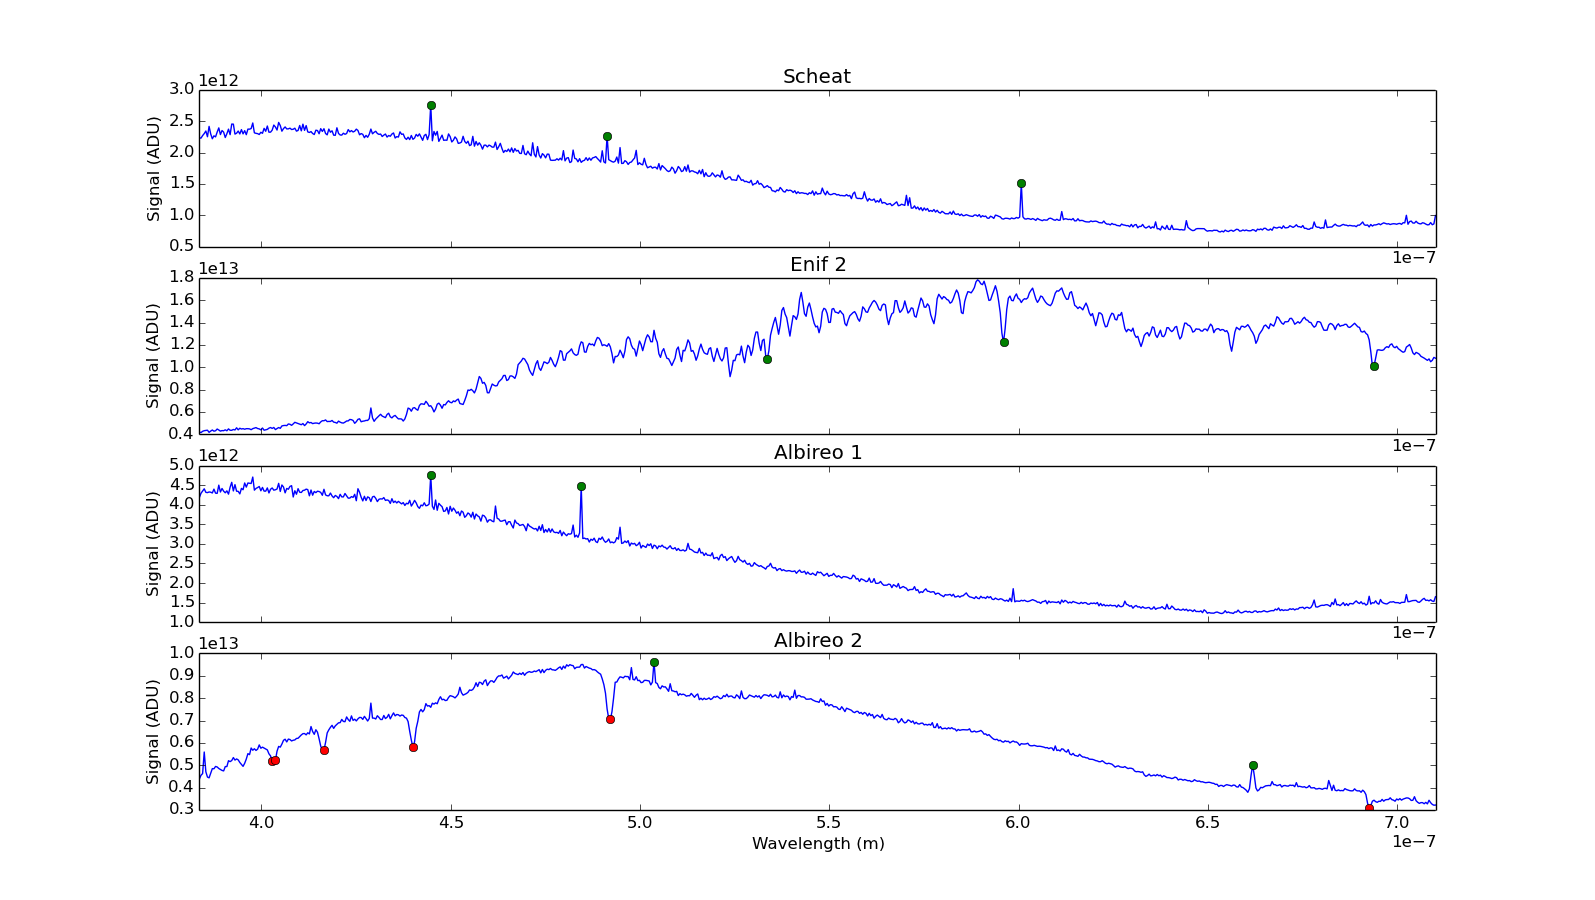 Scheat
1e12
3.0
2.5
2.0
1.5
1.0
0.5
Signal (ADU)
1e−7
Enif 2
1e13
1.8
1.6
1.4
1.2
1.0
0.8
0.6
0.4
Signal (ADU)
1e−7
Albireo 1
1e12
5.0
4.5
4.0
3.5
3.0
2.5
2.0
1.5
1.0
Signal (ADU)
1e−7
Albireo 2
1e13
1.0
0.9
0.8
0.7
0.6
0.5
0.4
0.3
Signal (ADU)
4.0 4.5 5.0 5.5 6.0 6.5 7.0
Wavelength (m)
1e−7